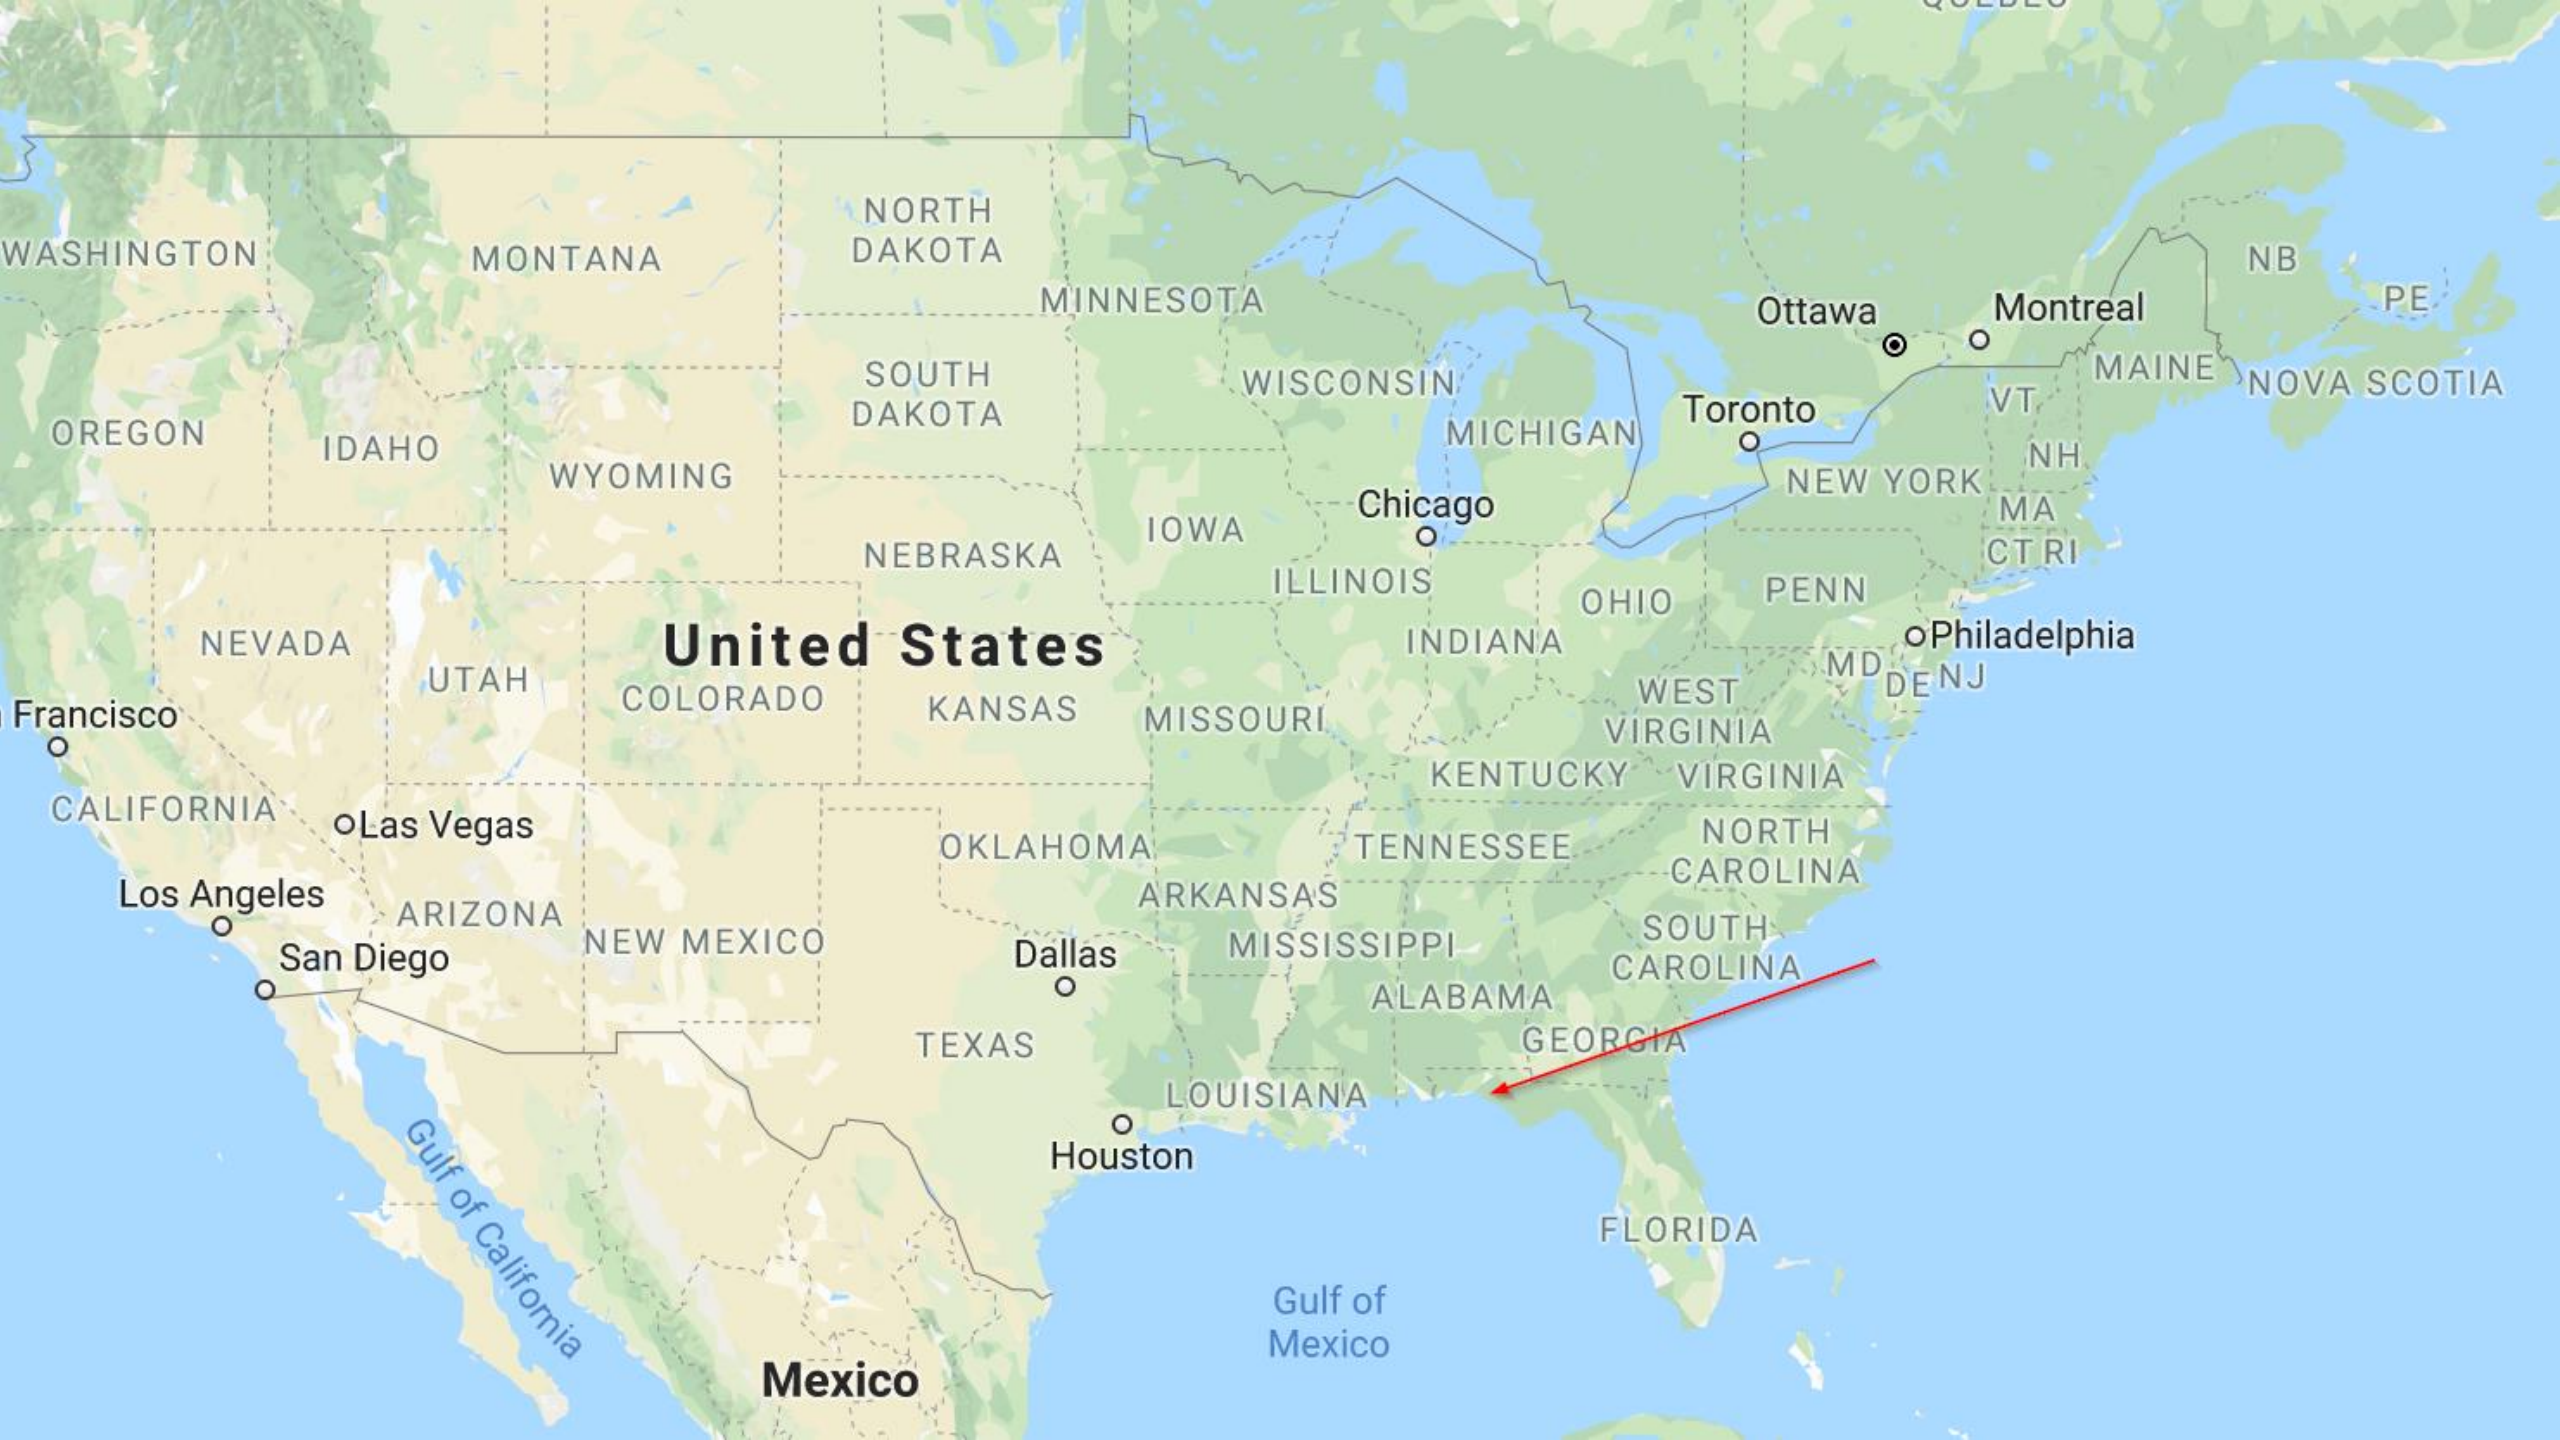 QUEBEC
NORTH
DAKOTA
WASHINGTON
MONTANA
NB
MINNESOTA
PE
Ottawa
Montreal
SOUTH
DAKOTA
WISCONSIN
VT
MAINE
NOVA SCOTIA
OREGON
IDAHO
MICHIGAN
Toronto
WYOMING
NEW YORK
NH
Chicago
MA
IOWA
NEBRASKA
CT RI
ILLINOIS
OHIO
PENN
NEVADA
United States
INDIANA
Philadelphia
UTAH
COLORADO
KANSAS
MD
DE NJ
WEST
VIRGINIA
Francisco
MISSOURI
KENTUCKY
VIRGINIA
CALIFORNIA
Las Vegas
OKLAHOMA
TENNESSEE
NORTH
CAROLINA
Los Angeles
ARIZONA
ARKANSAS
NEW MEXICO
San Diego
Dallas
MISSISSIPPI
SOUTH
CAROLINA
ALABAMA
TEXAS
GEORGIA
LOUISIANA
Houston
Gulf of California
FLORIDA
Gulf of
Mexico
Mexico